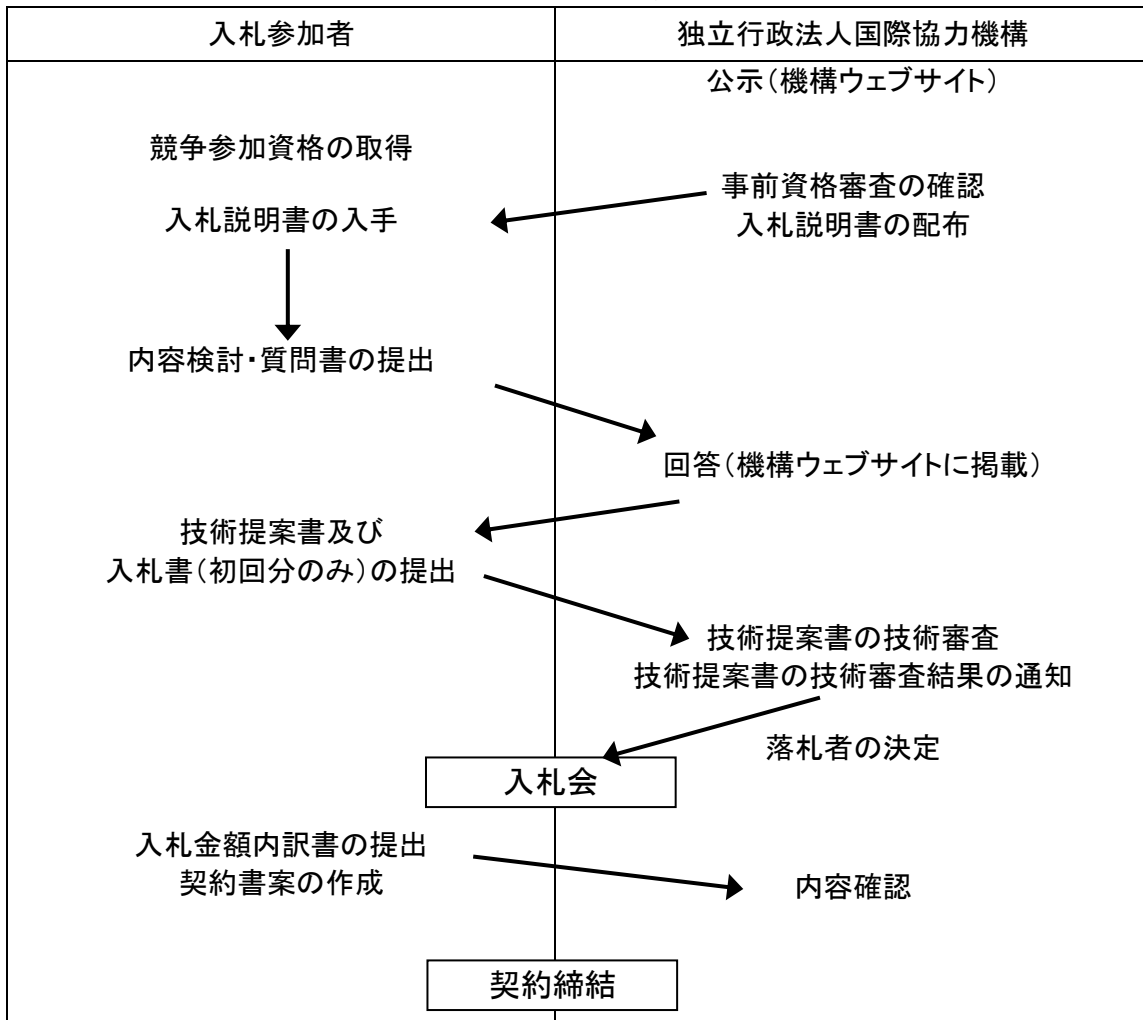 入札参加者
独立行政法人国際協力機構
公示(機構ウェブサイト)
競争参加資格の取得
事前資格審査の確認
入札説明書の入手
入札説明書の配布
内容検討・質問書の提出
回答(機構ウェブサイトに掲載)
技術提案書及び
入札書(初回分のみ)の提出
技術提案書の技術審査
技術提案書の技術審査結果の通知
落札者の決定
入札会
入札金額内訳書の提出
契約書案の作成
内容確認
契約締結